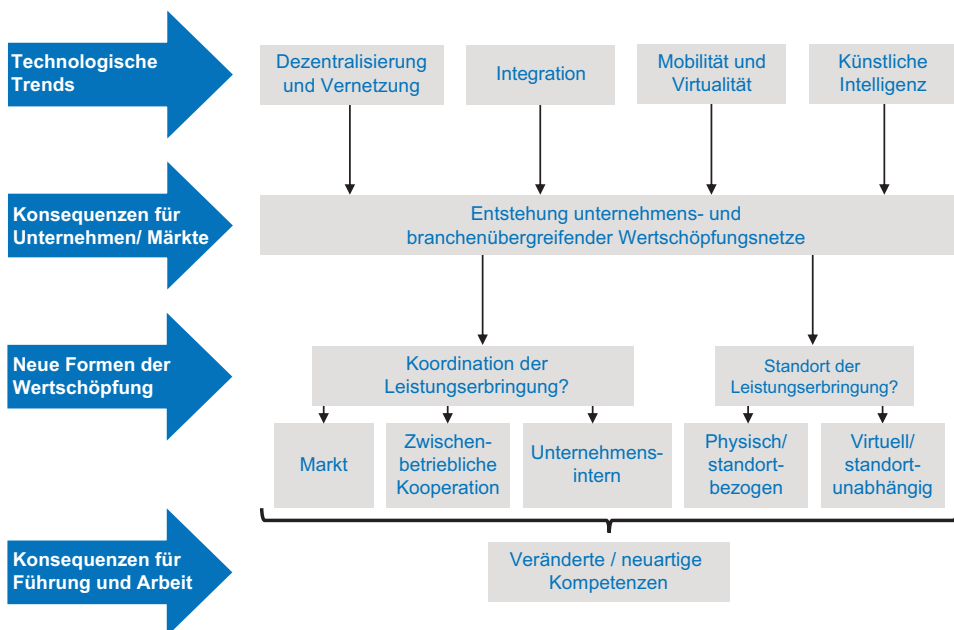 Technologische
Trends
Dezentralisierung
und Vernetzung
Integration
Mobilität und
Virtualität
Künstliche
Intelligenz
Konsequenzen für
Unternehmen/ Märkte
Entstehung unternehmens- und
branchenübergreifender Wertschöpfungsnetze
Neue Formen der
Wertschöpfung
Koordination der
Leistungserbringung?
Standort der
Leistungserbringung?
Markt
Zwischen-
betriebliche
Kooperation
Unternehmens-
intern
Physisch/
standort-
bezogen
Virtuell/
standort-
unabhängig
Konsequenzen für
Führung und Arbeit
Veränderte / neuartige
Kompetenzen